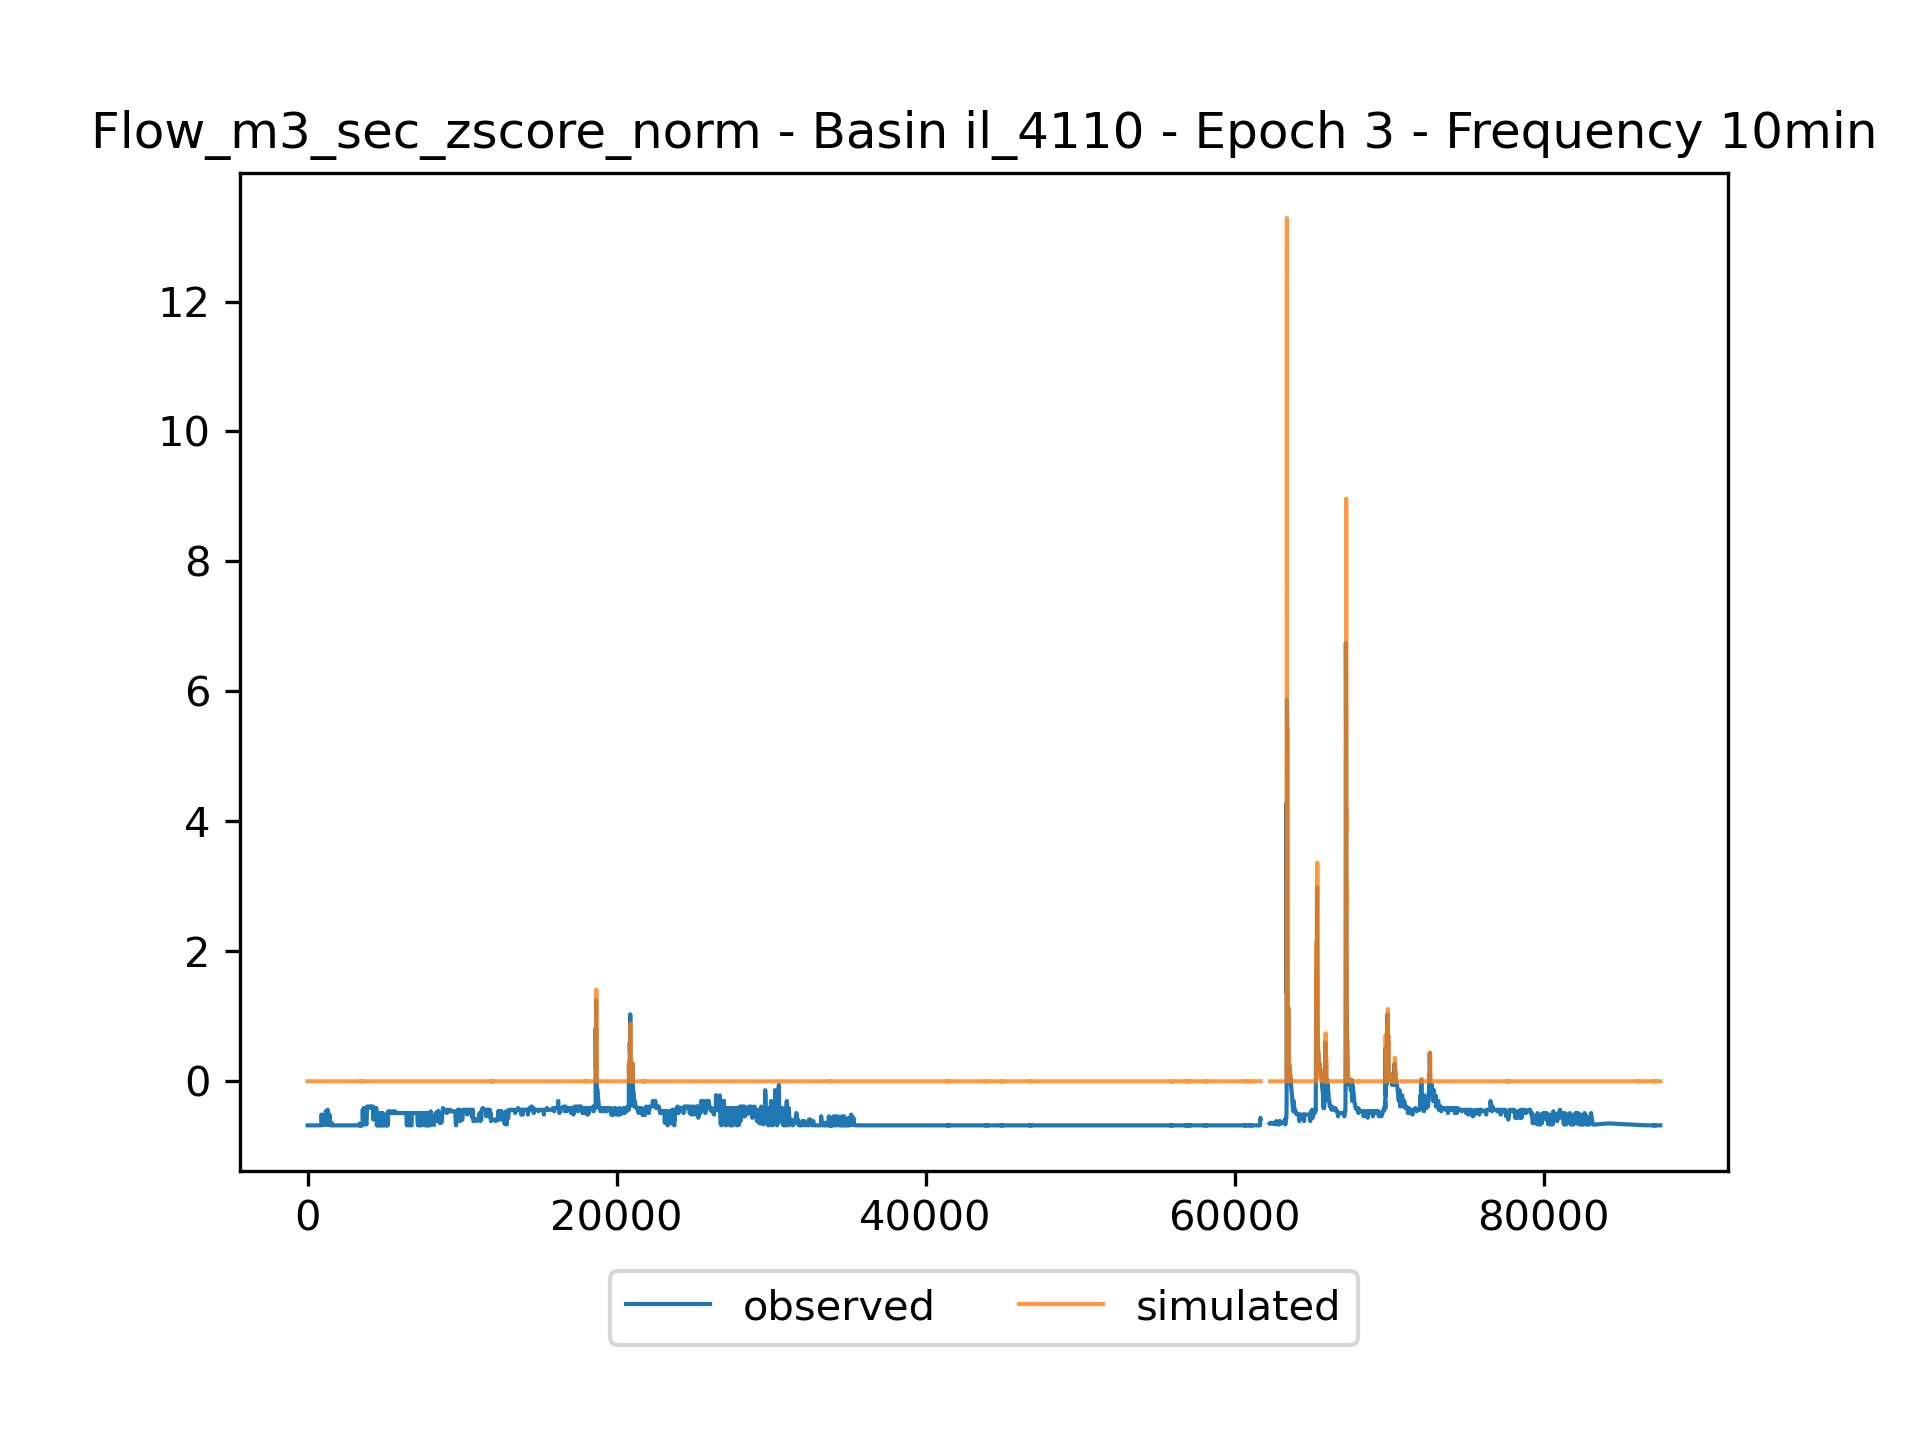 Flow_m3_sec_zscore_norm - Basin il_4110 - Epoch 3 - Frequency 10min
12
10
8
6
4
2
0
0 20000 40000 60000 80000
observed simulated